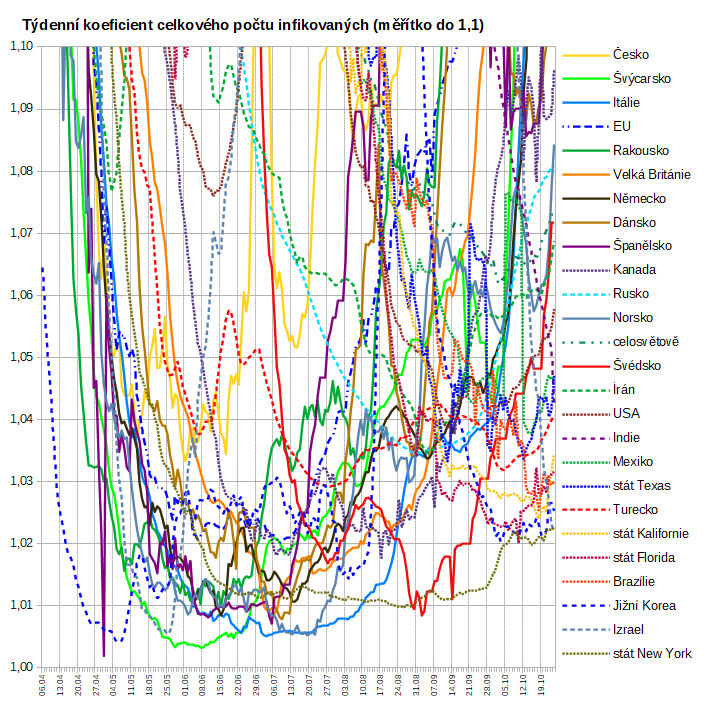 Týdenní koeficient celkového počtu infikovaných (měřítko do 1,1)
1,10
1,09
1,08
1,07
1,06
1,05
1,04
1,03
1,02
1,01
1,00
06.04
13.04
20.04
27.04
04.05
11.05
18.05
25.05
01.06
08.06
15.06
22.06
29.06
06.07
13.07
20.07
27.07
03.08
10.08
17.08
24.08
31.08
07.09
14.09
21.09
28.09
05.10
12.10
19.10
Česko
Švýcarsko
Itálie
EU
Rakousko
Velká Británie
Německo
Dánsko
Španělsko
Kanada
Rusko
Norsko
celosvětově
Švédsko
Írán
USA
Indie
Mexiko
stát Texas
Turecko
stát Kalifornie
stát Florida
Brazilie
Jižní Korea
Izrael
stát New York